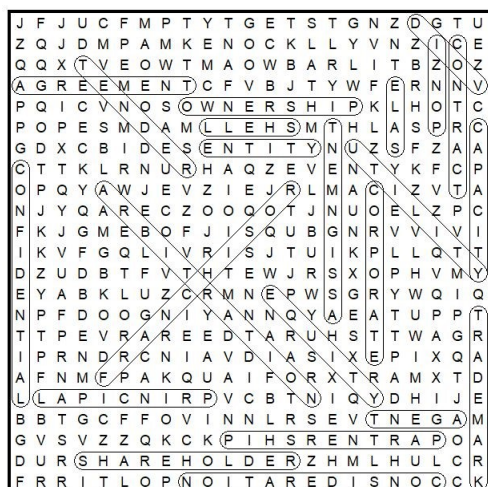 J F J U C F M P T Y T G E T S T G N Z D G T U
Z Q J D M P A M K E N O C K L L Y V N Z I C E
Q Q X T V E O W T M A O W B A R L I T B Z O Z
A G R E E M E N T C F V B J T Y W F E R N N V
P Q I C V N O S O W N E R S H I P K L H O T C
P O P E S M D A M L L E H S M T H L A S P R C
G D X C B I D E S E N T I T Y N U Z S F Z A A
C T T K L R N U R H A Q Z E V E N T Y K F C P
O P Q Y A W J E V Z I E J R L M A C I Z V T A
N J Y Q A R E C Z O O Q O T J N U O E L Z P C
F K J G M E B O F J I S Q U B G N R V V I V I
I K V F G Q L I V R I S J T U I K P L L Q T T
D Z U D B T F V T H T E W J R S X O P H V M Y
E Y A B K L U Z C R M N E P W S G R Y W Q I Q
N P F D O O G N I Y A N N Q Y A E A T U P P T
T T P E V R A R E E D T A R U H S T T W A G R
I P R N D R C N I A V D I A S I X E P I X Q A
A F N M F P A K Q U A I F O R X T R A M X T D
L L A P I C N I R P V C B T N I Q Y D H I J E
B B T G C F F O V I N N L R S E V T N E G A M
G V S V Z Z Q K C K P I H S R E N T R A P O A
D U R S H A R E H O L D E R Z H M L H U L C R
F R R I T L O P N O I T A R E D I S N O C C K